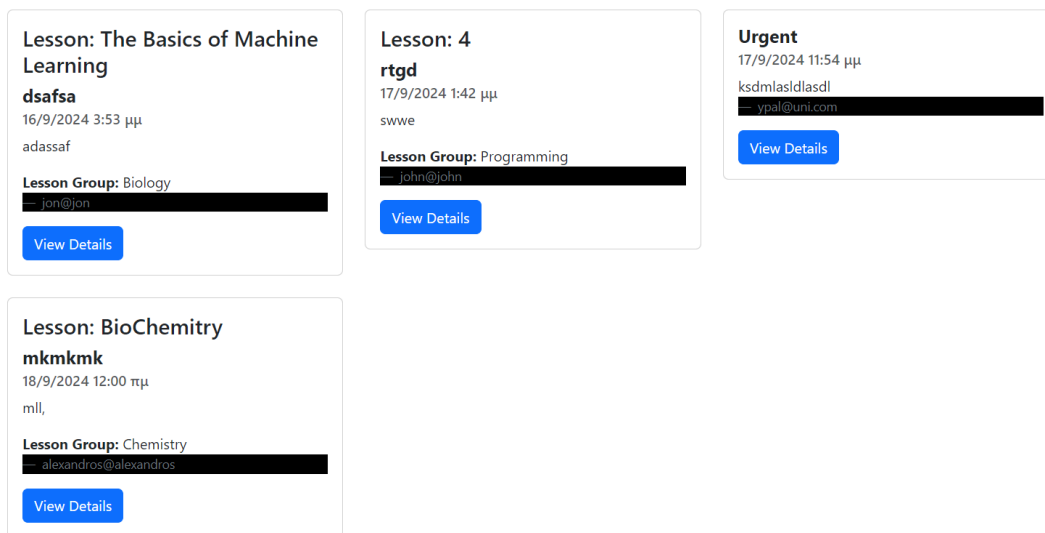 Lesson: The Basics of Machine
Learning
dsafsa
16/9/2024 3:53 μμ
adassaf
Lesson Group: Biology
— jon@jon
View Details
Lesson: 4
rtgd
17/9/2024 1:42 μμ
swwe
Lesson Group: Programming
— john@john
View Details
Urgent
17/9/2024 11:54 μμ
ksdmlasldlasdl
— ypal@uni.com
View Details
Lesson: BioChemitry
mkmkmk
18/9/2024 12:00 πμ
mll,
Lesson Group: Chemistry
— alexandros@alexandros
View Details